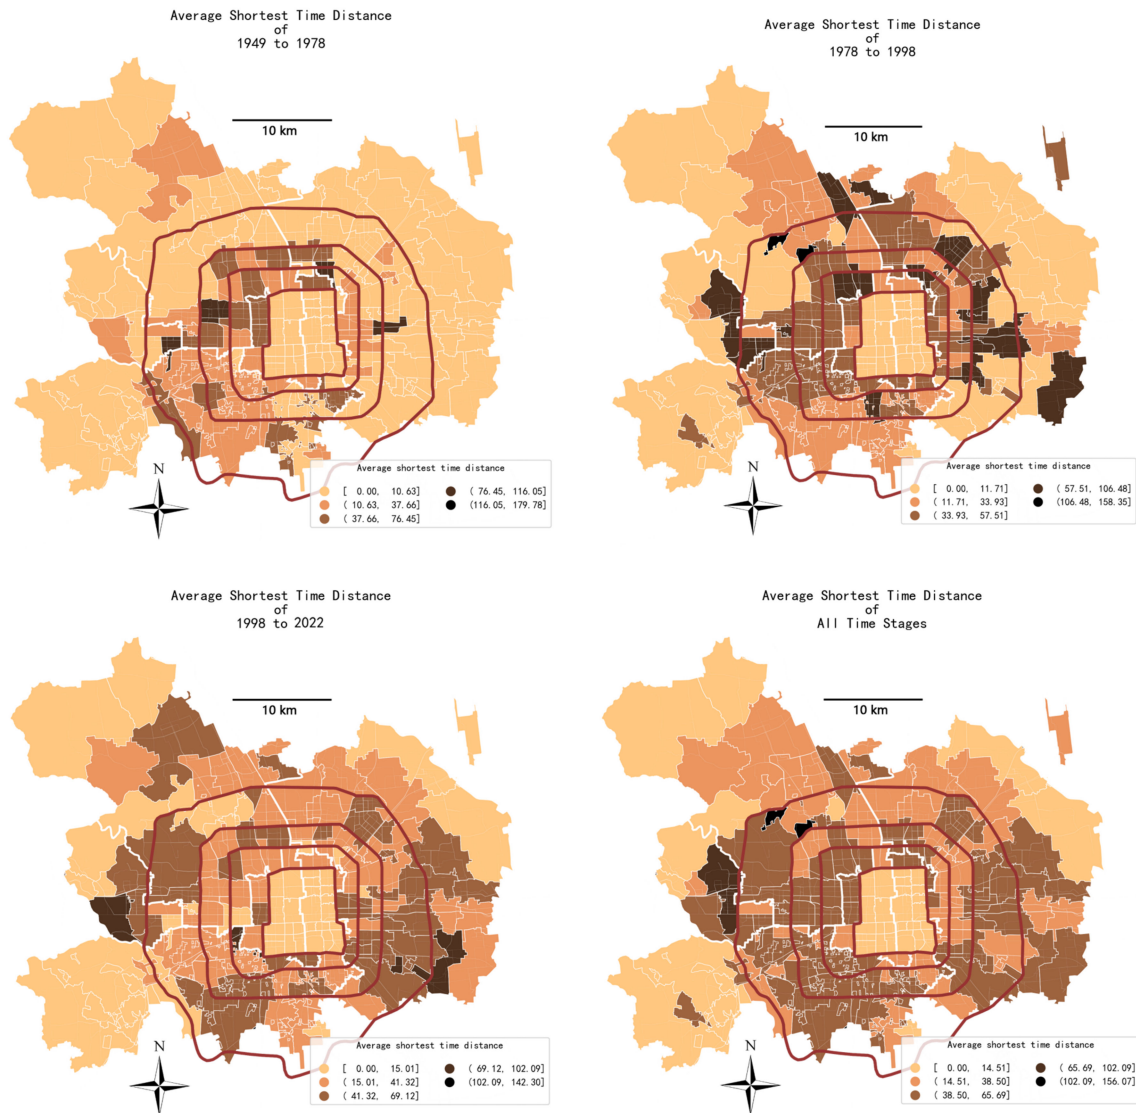 Average Shortest Time Distance
of
1949 to 1978
10 km
N
Average shortest time distance
[ 0.00, 10.63]
( 10.63, 37.66]
( 37.66, 76.45]
( 76.45, 116.05]
(116.05, 179.78]
Average Shortest Time Distance
of
1978 to 1998
10 km
N
Average shortest time distance
[ 0.00, 11.71]
( 11.71, 33.93]
( 33.93, 57.51]
( 57.51, 106.48]
(106.48, 158.35]
Average Shortest Time Distance
of
1998 to 2022
10 km
N
Average shortest time distance
[ 0.00, 15.01]
( 15.01, 41.32]
( 41.32, 69.12]
( 69.12, 102.09]
(102.09, 142.30]
Average Shortest Time Distance
of
All Time Stages
10 km
N
Average shortest time distance
[ 0.00, 14.51]
( 14.51, 38.50]
( 38.50, 65.69]
( 65.69, 102.09]
(102.09, 156.07]